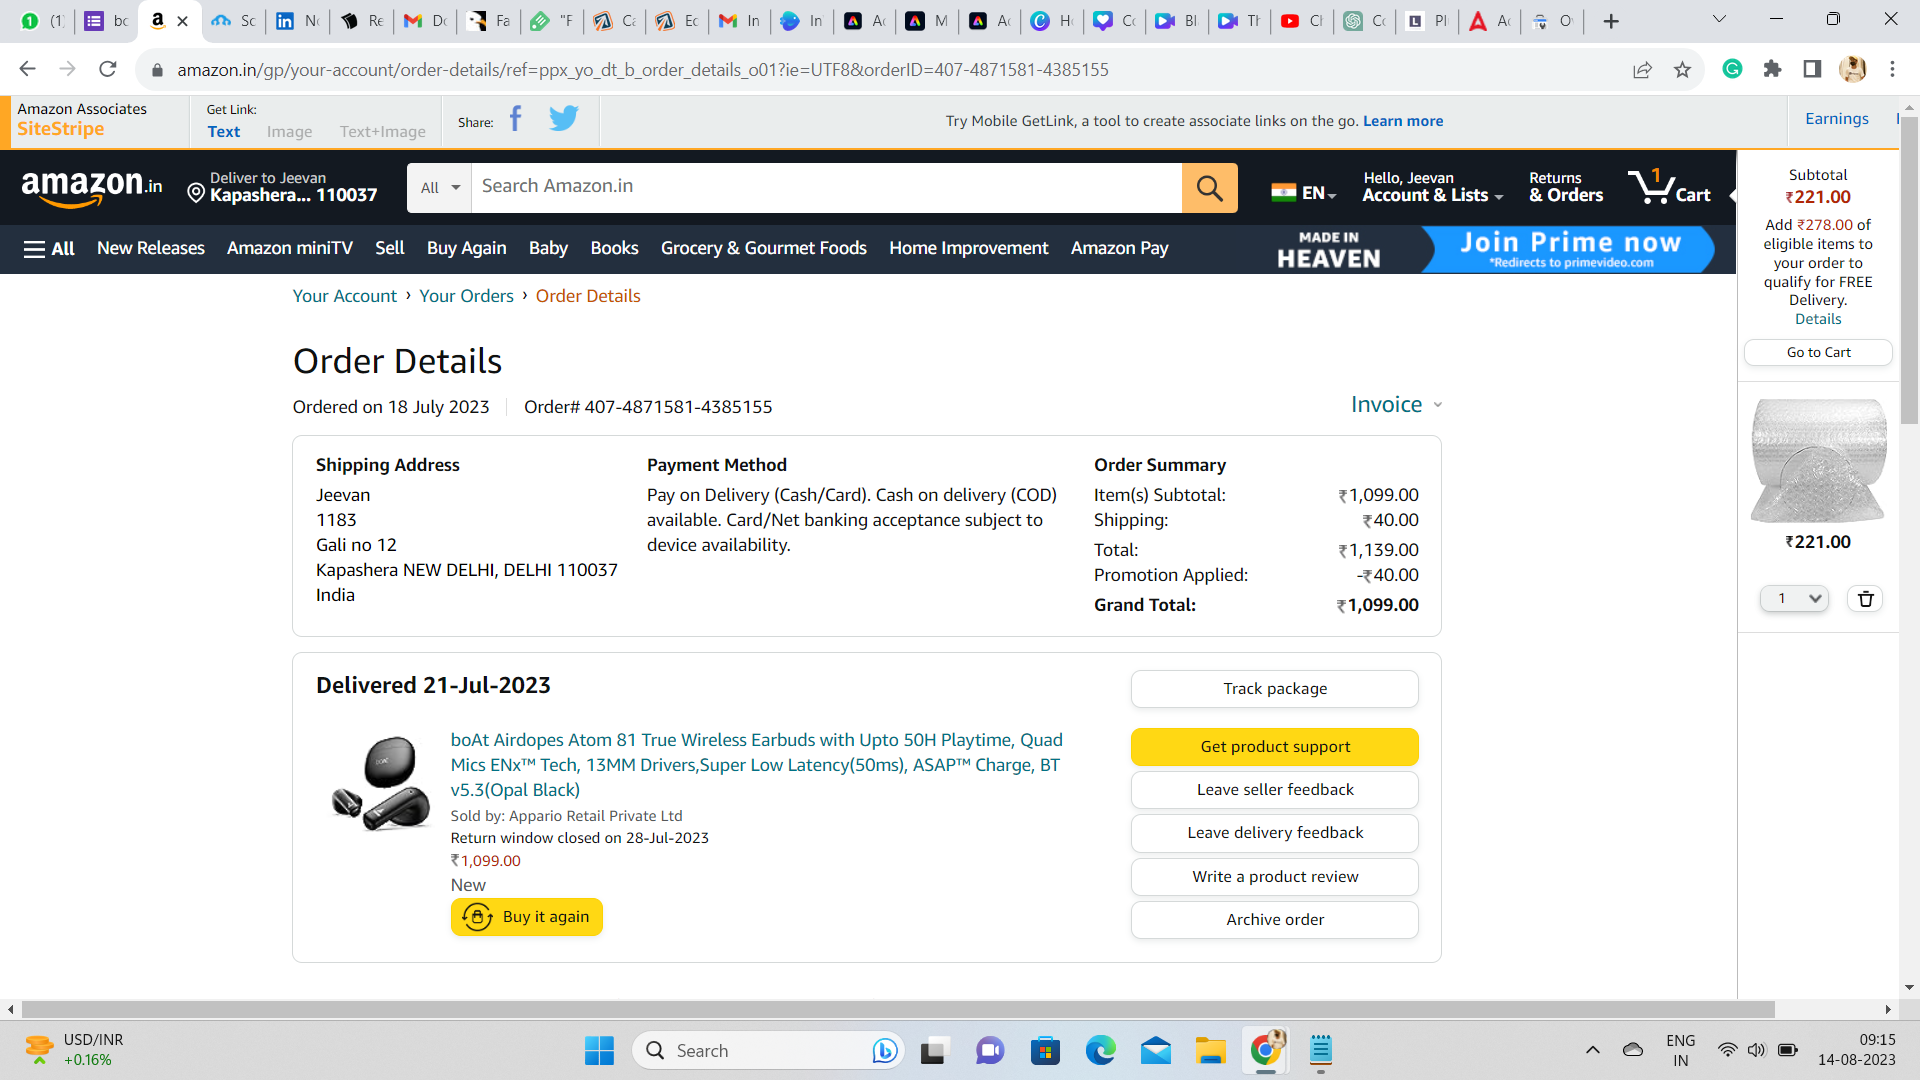 (1)
bc
Sc
Nc
Re
Dc
Fa
"F
Ca
Ec
In
In
Ac
M
Ac
Hc
Cc
Bl
Th
Ch
Cc
Pl
Ac
O
amazon.in/gp/your-account/order-details/ref=ppx_yo_dt_b_order_details_o01?ie=UTF8&orderID=407-4871581-4385155
Amazon Associates
SiteStripe
Get Link:
Text Image Text+Image
Share:
Try Mobile GetLink, a tool to create associate links on the go. Learn more
Earnings
amazon.in
Deliver to Jeevan
Kapashera... 110037
All
Search Amazon.in
EN
Hello, Jeevan
Account & Lists
Returns
& Orders
1
Cart
All New Releases Amazon miniTV Sell Buy Again Baby Books Grocery & Gourmet Foods Home Improvement Amazon Pay
MADE IN
HEAVEN
Join Prime now
*Redirects to primevideo.com
Subtotal
₹221.00
Add ₹278.00 of
eligible items to
your order to
qualify for FREE
Delivery.
Details
Go to Cart
₹221.00
1
Your Account › Your Orders › Order Details
Order Details
Ordered on 18 July 2023
Order# 407-4871581-4385155
Invoice
Shipping Address
Jeevan
1183
Gali no 12
Kapashera NEW DELHI, DELHI 110037
India
Payment Method
Pay on Delivery (Cash/Card). Cash on delivery (COD)
available. Card/Net banking acceptance subject to
device availability.
Order Summary
Item(s) Subtotal: ₹1,099.00
Shipping: ₹40.00
Total: ₹1,139.00
Promotion Applied: -₹40.00
Grand Total: ₹1,099.00
Delivered 21-Jul-2023
boAt Airdopes Atom 81 True Wireless Earbuds with Upto 50H Playtime, Quad
Mics ENx™ Tech, 13MM Drivers,Super Low Latency(50ms), ASAP™ Charge, BT
v5.3(Opal Black)
Sold by: Appario Retail Private Ltd
Return window closed on 28-Jul-2023
₹1,099.00
New
Buy it again
Track package
Get product support
Leave seller feedback
Leave delivery feedback
Write a product review
Archive order
USD/INR
+0.16%
Search
ENG
IN
09:15
14-08-2023